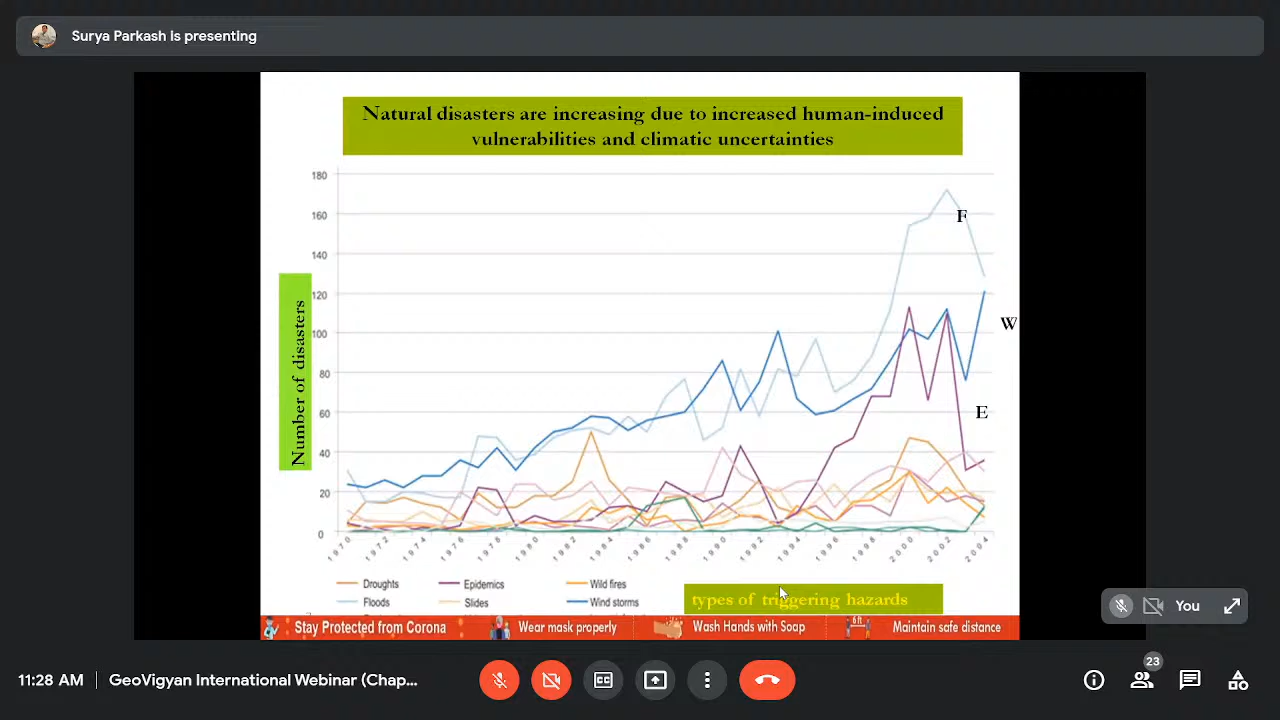 Surya Parkash is presenting
Natural disasters are increasing due to increased human-induced
vulnerabilities and climatic uncertainties
180
160
140
120
100
80
60
40
20
0
Number of disasters
F
W
E
1970
1972
1974
1976
1978
1980
1982
1984
1986
1988
1990
1992
1994
1996
1998
2000
2002
2004
Droughts
Epidemics
Wild fires
Floods
Slides
Wind storms
types of triggering hazards
Stay Protected from Corona
Wear mask properly
Wash Hands with Soap
6 ft
Maintain safe distance
You
11:28 AM
GeoVigyan International Webinar (Chap...
23